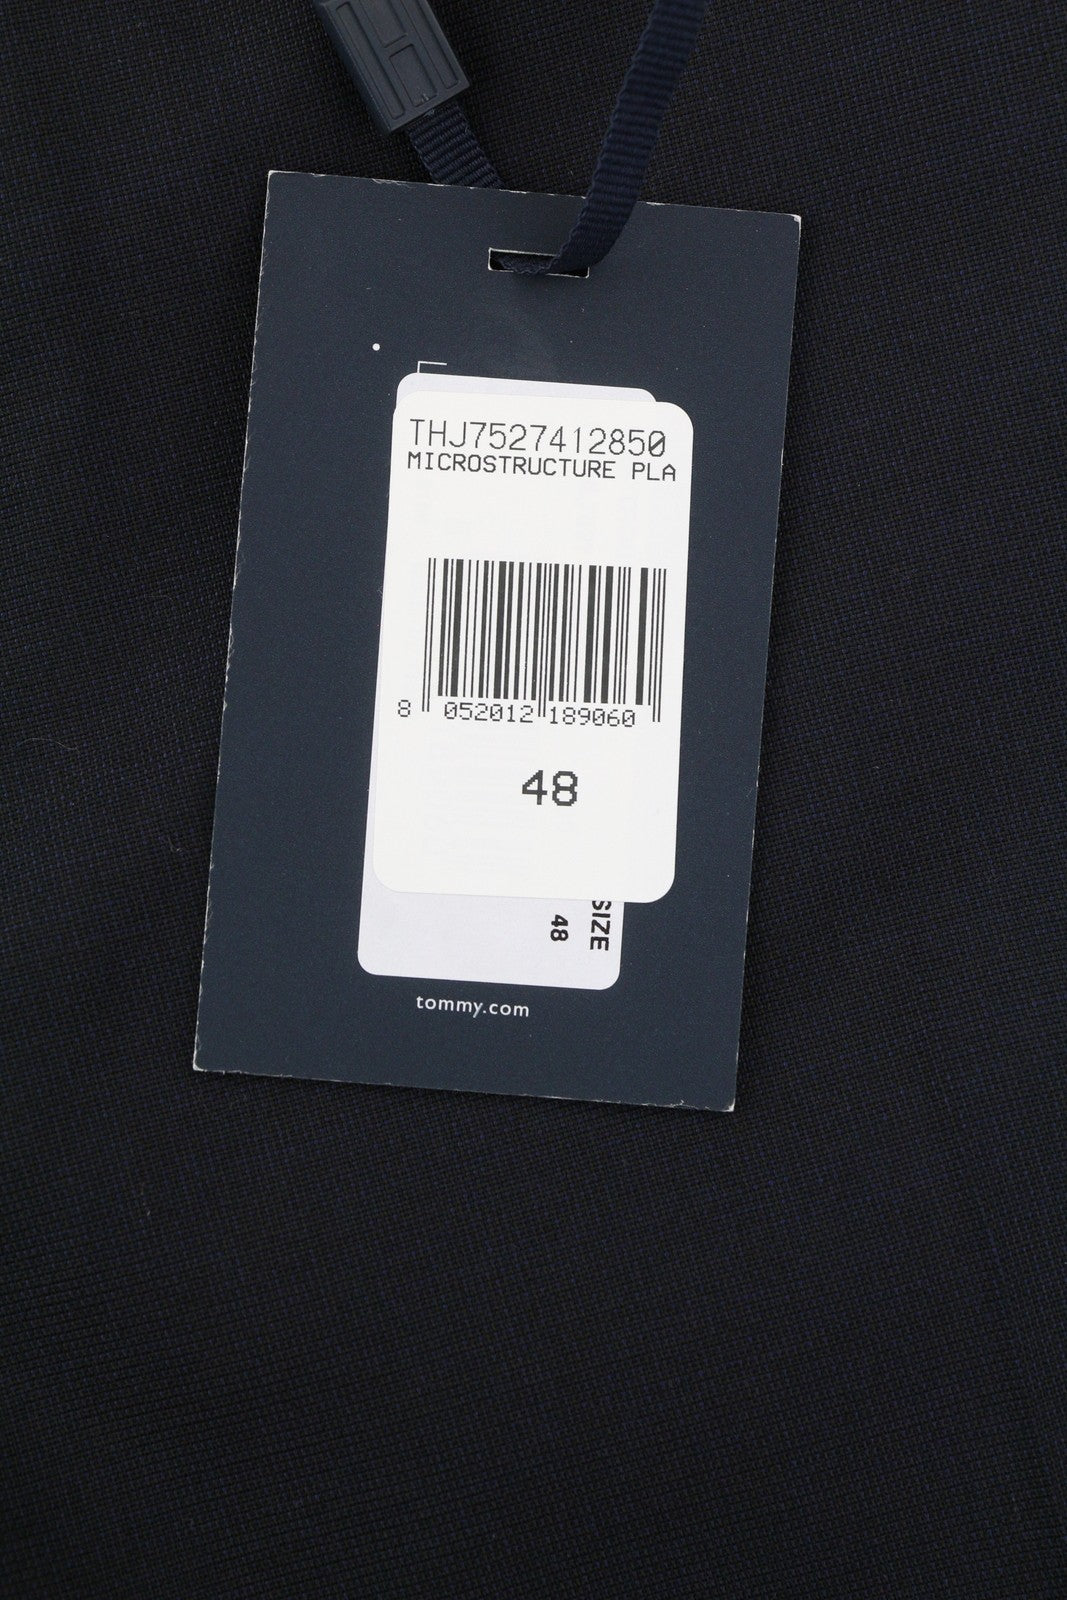 THJ7527412850
MICROSTRUCTURE PLA
8 052012 189060
48
SIZE
48
tommy.com